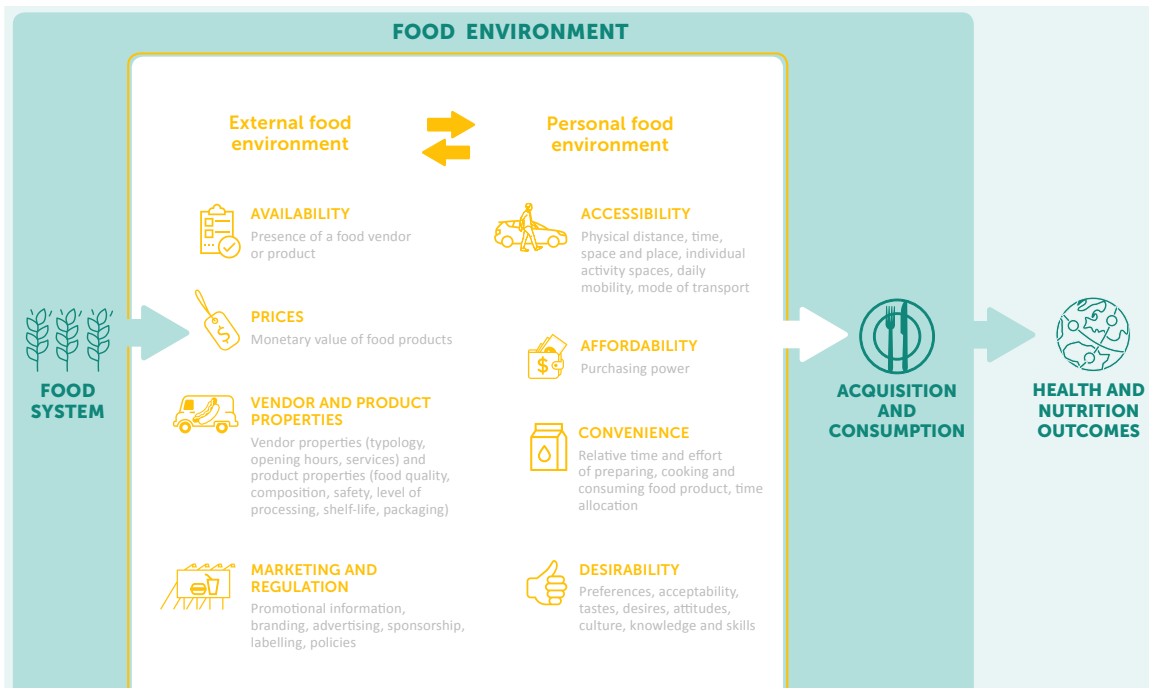 FOOD ENVIRONMENT
External food
environment
Personal food
environment
AVAILABILITY
Presence of a food vendor
or product
PRICES
Monetary value of food products
VENDOR AND PRODUCT
PROPERTIES
Vendor properties (typology,
opening hours, services) and
product properties (food quality,
composition, safety, level of
processing, shelf-life, packaging)
MARKETING AND
REGULATION
Promotional information,
branding, advertising, sponsorship,
labelling, policies
ACCESSIBILITY
Physical distance, time,
space and place, individual
activity spaces, daily
mobility, mode of transport
AFFORDABILITY
Purchasing power
CONVENIENCE
Relative time and effort
of preparing, cooking and
consuming food product, time
allocation
DESIRABILITY
Preferences, acceptability,
tastes, desires, attitudes,
culture, knowledge and skills
FOOD
SYSTEM
ACQUISITION
AND
CONSUMPTION
HEALTH AND
NUTRITION
OUTCOMES